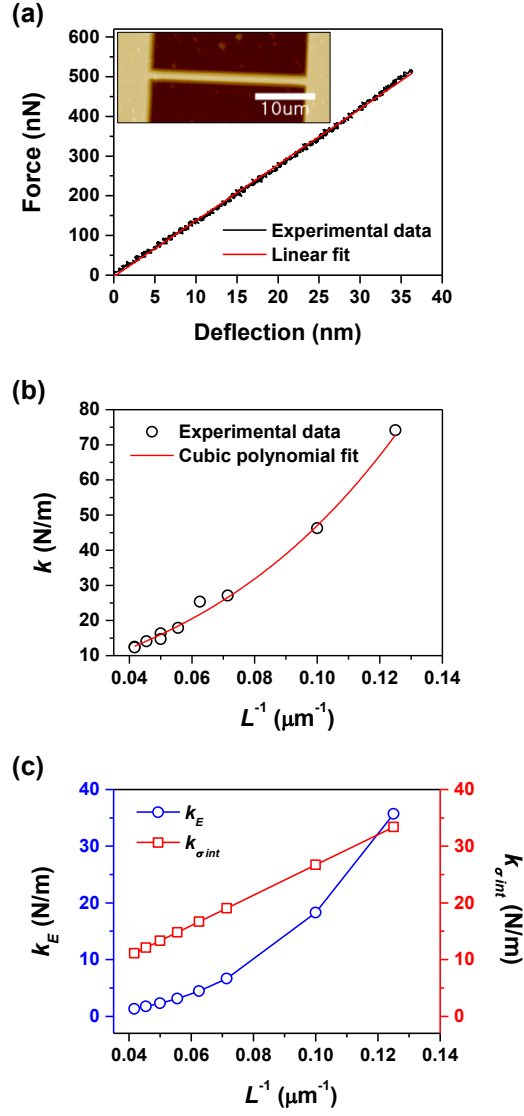 (a)
600
500
400
300
200
100
0
Force (nN)
10um
Experimental data
Linear fit
0 5 10 15 20 25 30 35 40
Deflection (nm)
(b)
80
70
60
50
40
30
20
10
k (N/m)
Experimental data
Cubic polynomial fit
0.04 0.06 0.08 0.10 0.12 0.14
L⁻¹ (μm⁻¹)
(c)
40
30
20
10
0
k_E (N/m)
k_E
k_σ int
40
30
20
10
0
k_σ int (N/m)
0.04 0.06 0.08 0.10 0.12 0.14
L⁻¹ (μm⁻¹)